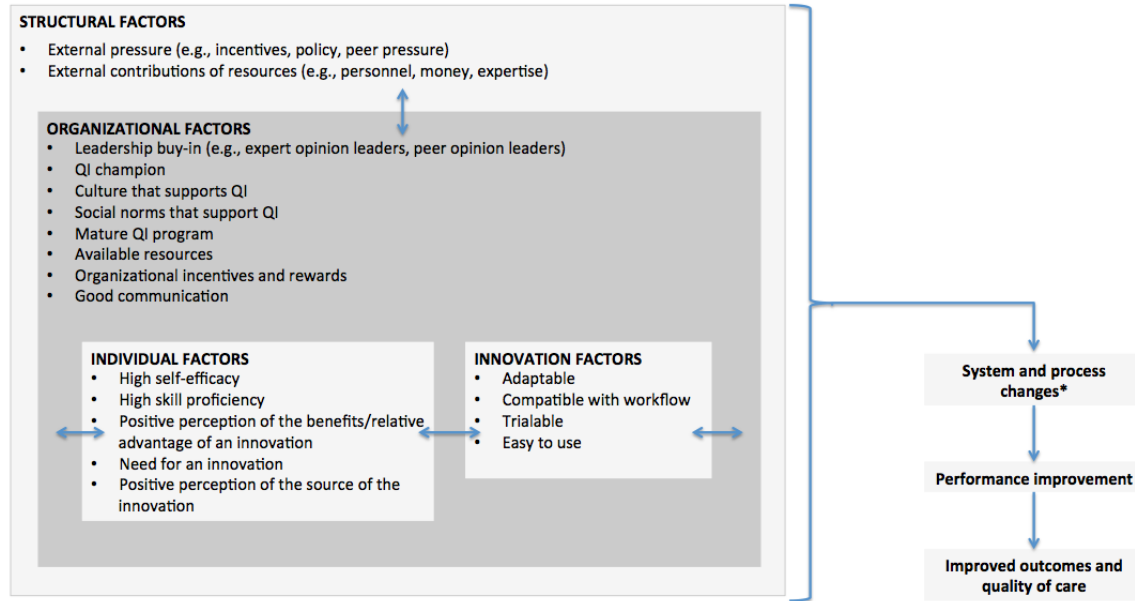 STRUCTURAL FACTORS
• External pressure (e.g., incentives, policy, peer pressure)
• External contributions of resources (e.g., personnel, money, expertise)
ORGANIZATIONAL FACTORS
• Leadership buy-in (e.g., expert opinion leaders, peer opinion leaders)
• QI champion
• Culture that supports QI
• Social norms that support QI
• Mature QI program
• Available resources
• Organizational incentives and rewards
• Good communication
INDIVIDUAL FACTORS
• High self-efficacy
• High skill proficiency
• Positive perception of the benefits/relative
advantage of an innovation
• Need for an innovation
• Positive perception of the source of the
innovation
INNOVATION FACTORS
• Adaptable
• Compatible with workflow
• Trialable
• Easy to use
System and process
changes*
Performance improvement
Improved outcomes and
quality of care